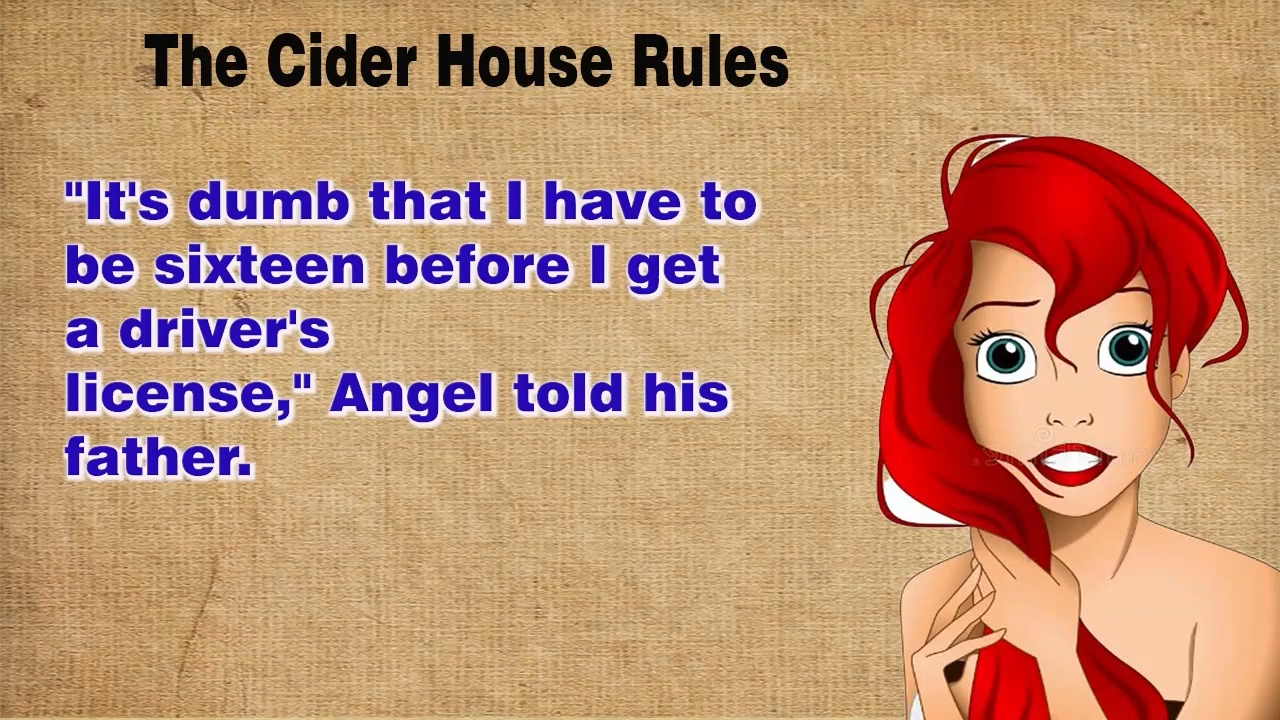 The Cider House Rules
"It's dumb that I have to
be sixteen before I get
a driver's
license," Angel told his
father.